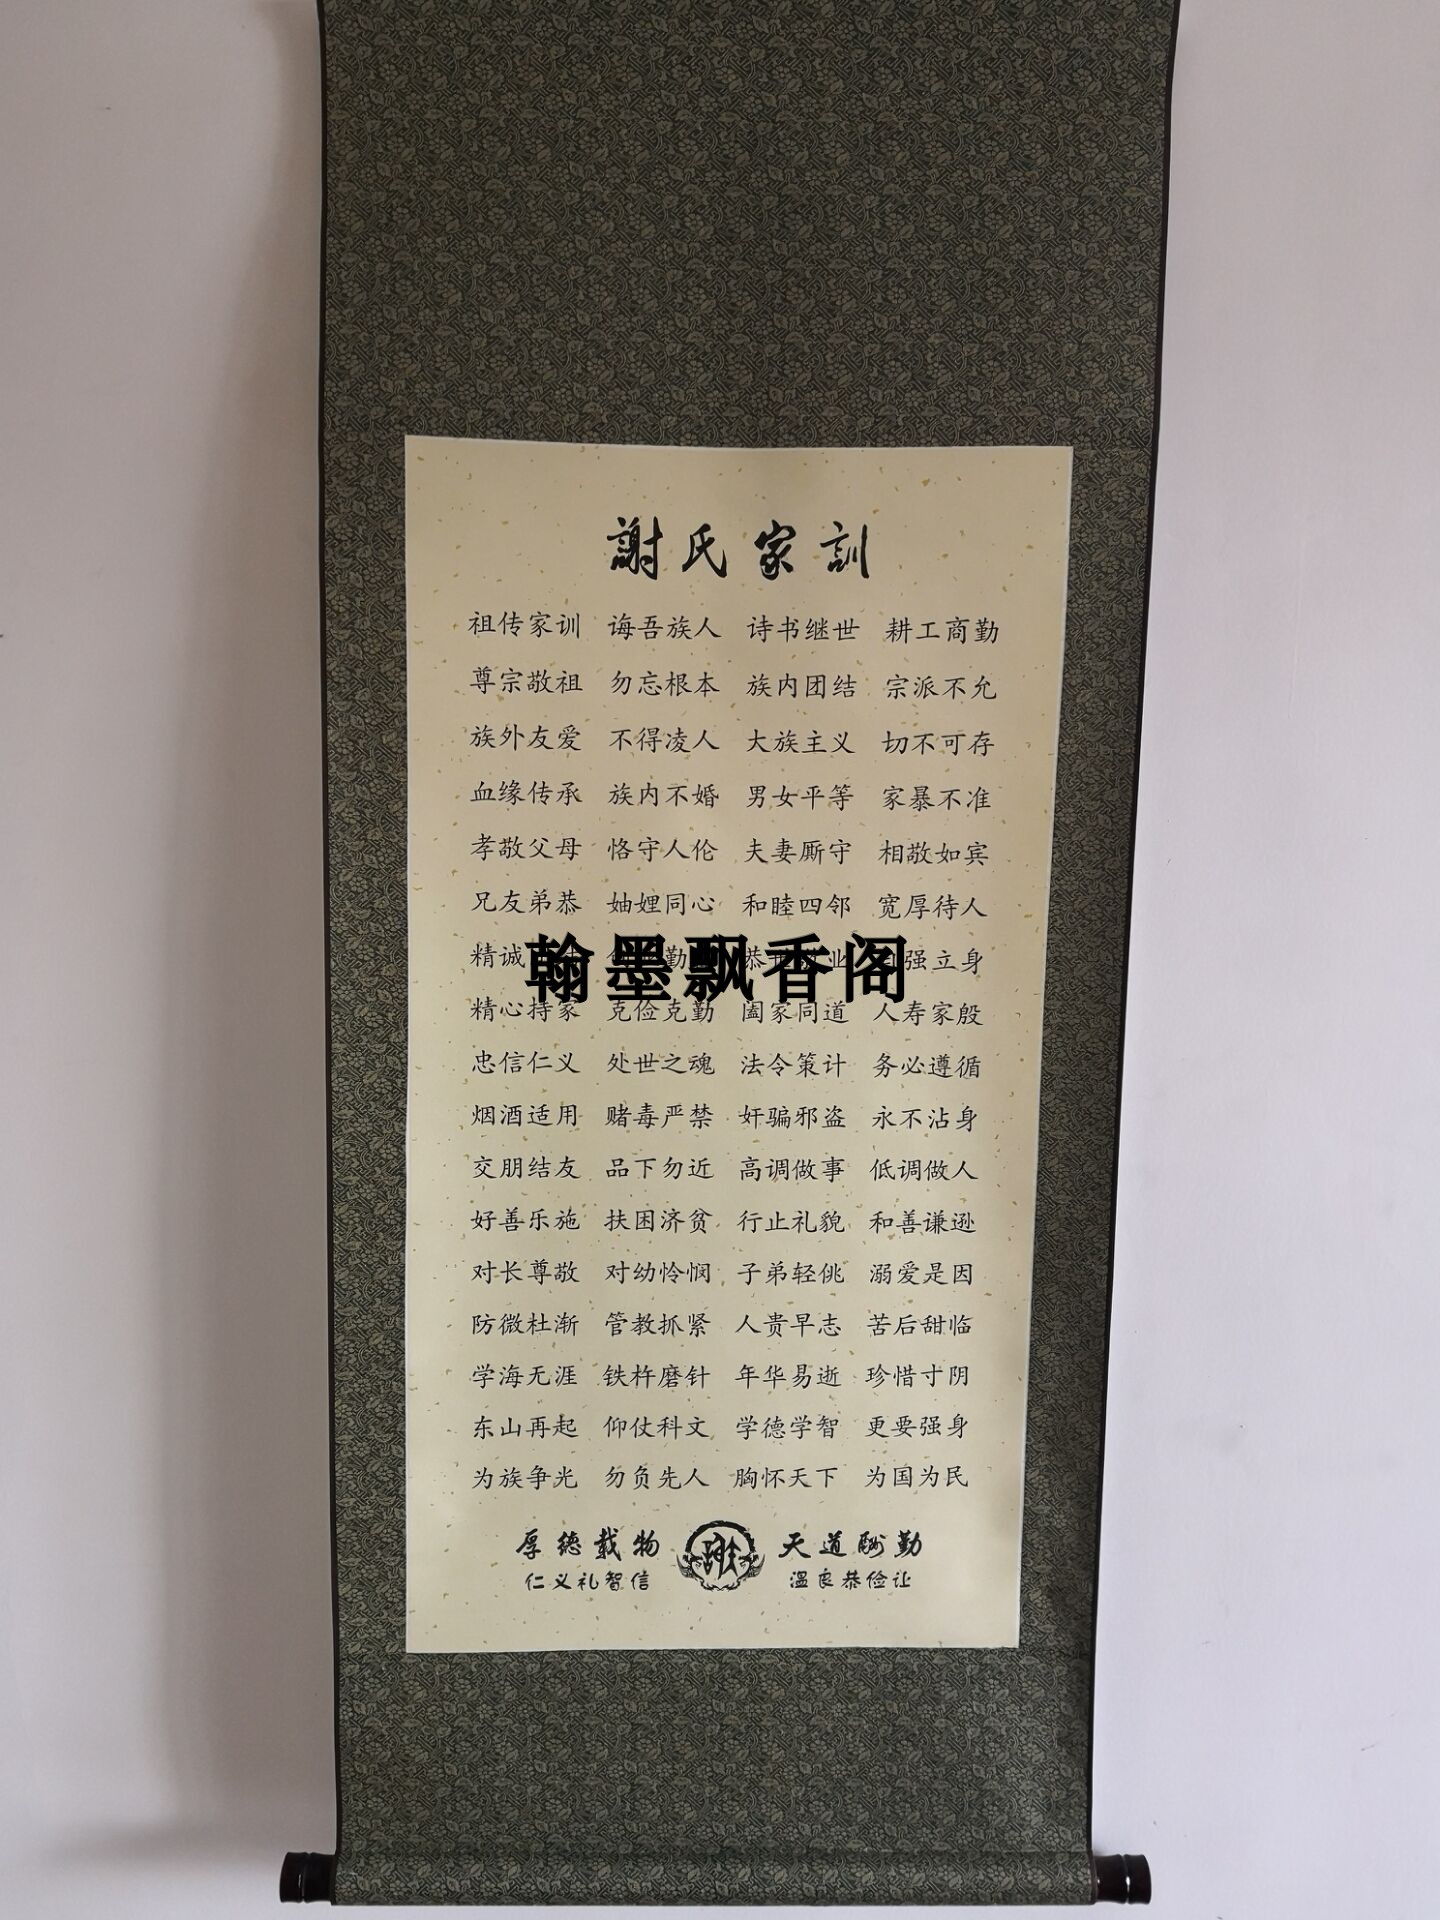 謝氏家訓
祖传家训 诲吾族人 诗书继世 耕工商勤
尊宗敬祖 勿忘根本 族内团结 宗派不允
族外友爱 不得凌人 大族主义 切不可存
血缘传承 族内不婚 男女平等 家暴不准
孝敬父母 恪守人伦 夫妻厮守 相敬如宾
兄友弟恭 妯娌同心 和睦四邻 宽厚待人
精诚 勤 恭 业 强立身
翰墨飘香阁
精心持家 克俭克勤 阖家同道 人寿家殷
忠信仁义 处世之魂 法令策计 务必遵循
烟酒适用 赌毒严禁 奸骗邪盗 永不沾身
交朋结友 品下勿近 高调做事 低调做人
好善乐施 扶困济贫 行止礼貌 和善谦逊
对长尊敬 对幼怜悯 子弟轻佻 溺爱是因
防微杜渐 管教抓紧 人贵早志 苦后甜临
学海无涯 铁杵磨针 年华易逝 珍惜寸阴
东山再起 仰仗科文 学德学智 更要强身
为族争光 勿负先人 胸怀天下 为国为民
厚德载物 謝 天道酬勤
仁义礼智信 温良恭俭让